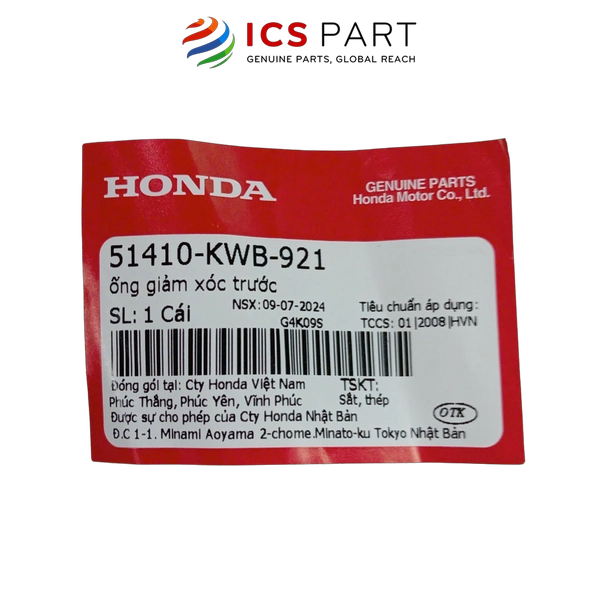 ICS PART
GENUINE PARTS, GLOBAL REACH
HONDA
GENUINE PARTS
Honda Motor Co., Ltd.
51410-KWB-921
ống giảm xóc trước
NSX:09-07-2024
Tiêu chuẩn áp dụng:
SL: 1 Cái
G4K09S
TCCS: 01|2008|HVN
Đóng gói tại: Cty Honda Việt Nam
TSKT:
Phúc Thắng, Phúc Yên, Vĩnh Phúc
Sắt, thép
Được sự cho phép của Cty Honda Nhật Bản
OTK
Đ.C 1-1. Minami Aoyama 2-chome.Minato-ku Tokyo Nhật Bản